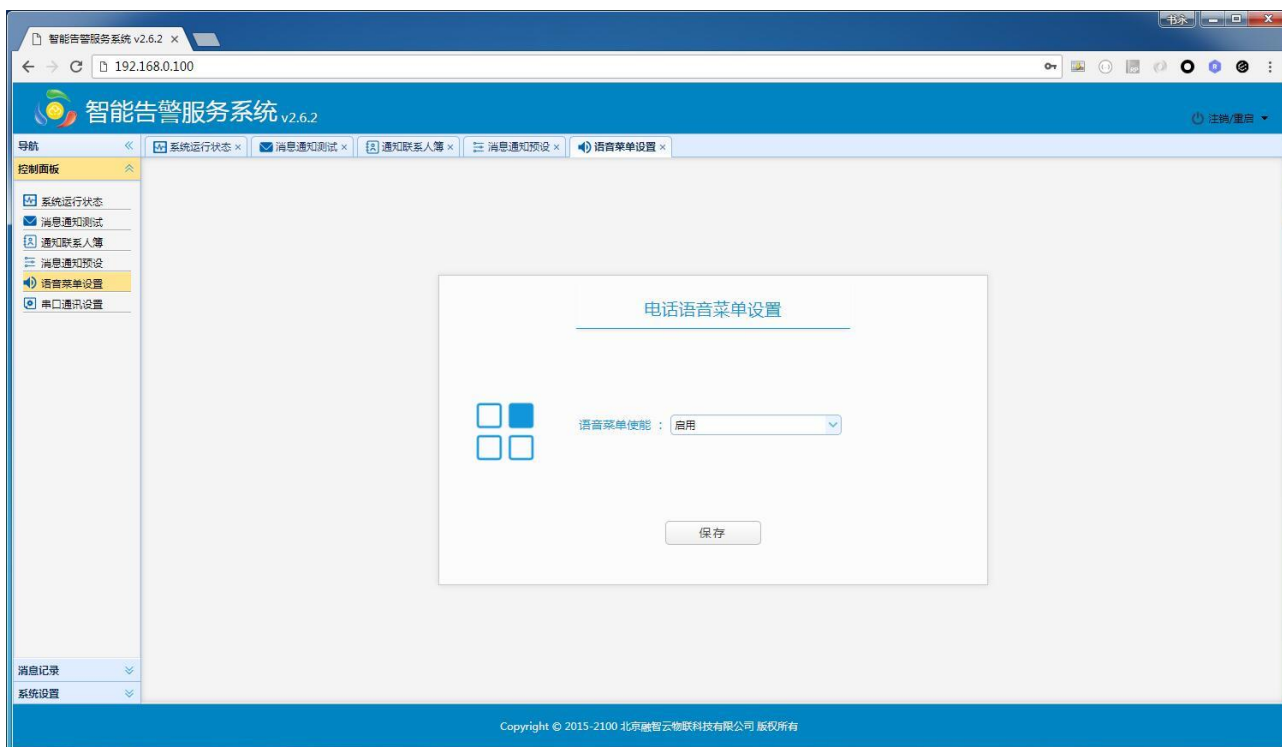 书永
智能告警服务系统 v2.6.2
192.168.0.100
智能告警服务系统 v2.6.2
注销/重启
导航
系统运行状态 消息通知测试 通知联系人簿 消息通知预设 语音菜单设置
控制面板
系统运行状态
消息通知测试
通知联系人簿
消息通知预设
语音菜单设置
串口通讯设置
电话语音菜单设置
语音菜单使能 : 启用
保存
消息记录
系统设置
Copyright © 2015-2100 北京融智云物联科技有限公司 版权所有